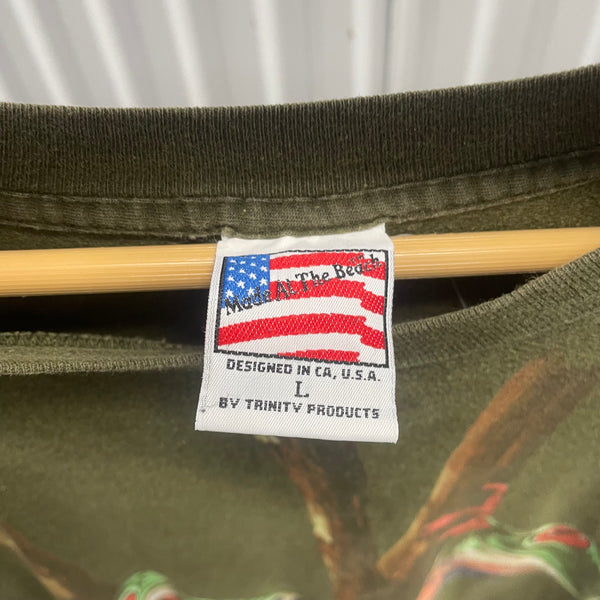 Made At The Beach
DESIGNED IN CA, U.S.A.
L
BY TRINITY PRODUCTS